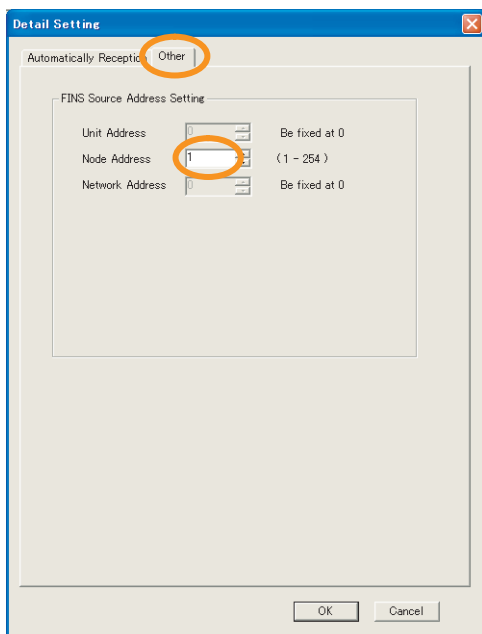 Detail Setting
Automatically Reception Other
FINS Source Address Setting
Unit Address 0 Be fixed at 0
Node Address 1 (1 - 254)
Network Address 0 Be fixed at 0
OK Cancel